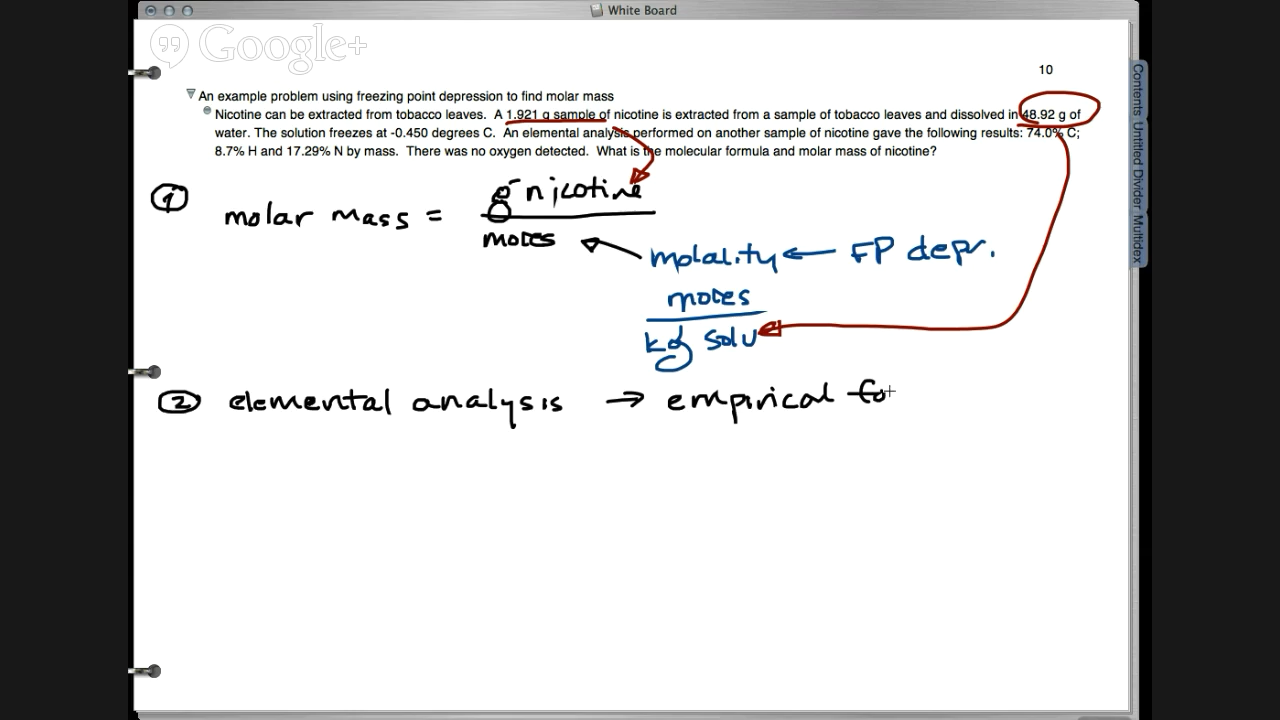 White Board
Google+
10
An example problem using freezing point depression to find molar mass
Nicotine can be extracted from tobacco leaves. A 1.921 g sample of nicotine is extracted from a sample of tobacco leaves and dissolved in 48.92 g of
water. The solution freezes at -0.450 degrees C. An elemental analysis performed on another sample of nicotine gave the following results: 74.0% C;
8.7% H and 17.29% N by mass. There was no oxygen detected. What is the molecular formula and molar mass of nicotine?
① molar mass = g nicotine
moles
molality ← FP depr.
moles
kg solv
② elemental analysis → empirical fo
Contents Untitled Divider Multidex